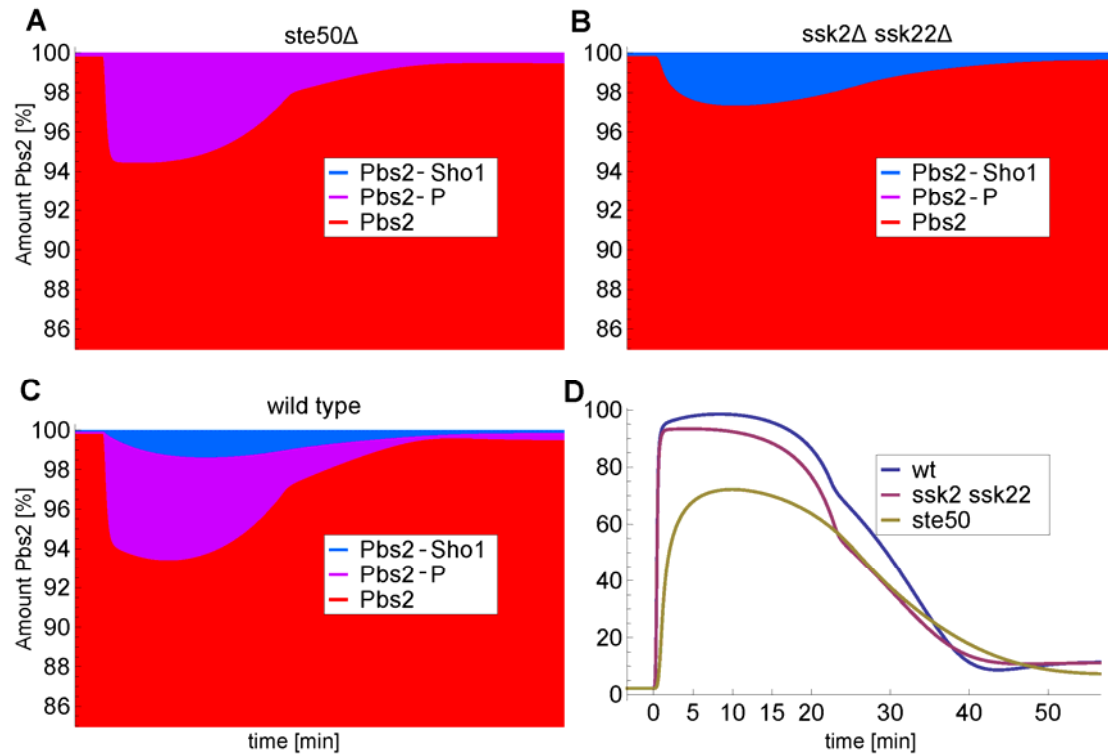 A
ste50Δ
Amount Pbs2 [%]
100
98
96
94
92
90
88
86
Pbs2-Sho1
Pbs2-P
Pbs2
B
ssk2Δ ssk22Δ
100
98
96
94
92
90
88
86
Pbs2-Sho1
Pbs2-P
Pbs2
C
wild type
Amount Pbs2 [%]
100
98
96
94
92
90
88
86
Pbs2-Sho1
Pbs2-P
Pbs2
time [min]
D
100
80
60
40
20
0
wt
ssk2 ssk22
ste50
0 5 10 15 20 30 40 50
time [min]